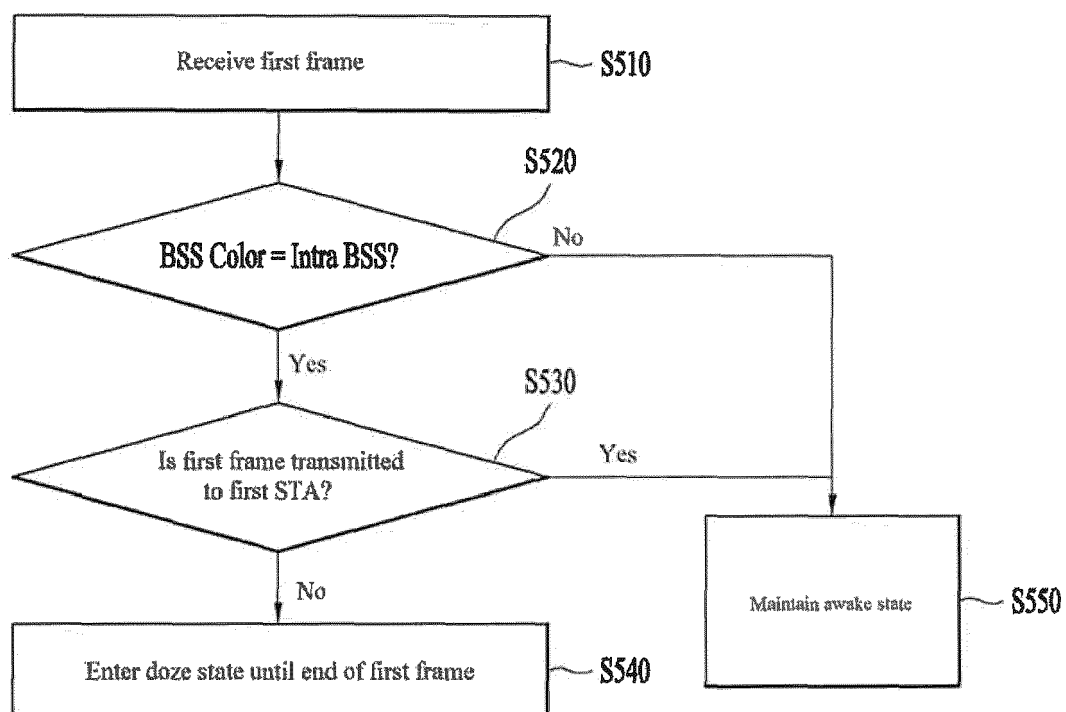 Receive first frame
S510
S520
BSS Color = Intra BSS?
No
Yes
S530
Is first frame transmitted
to first STA?
Yes
No
Maintain awake state
S550
Enter doze state until end of first frame
S540